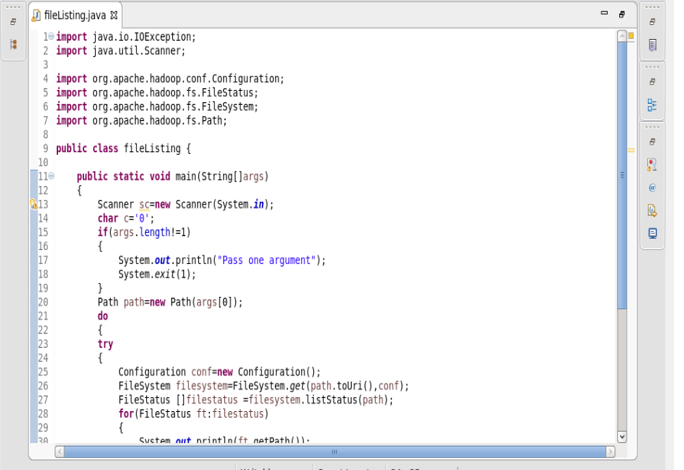 fileListing.java
1 import java.io.IOException;
2 import java.util.Scanner;
3
4 import org.apache.hadoop.conf.Configuration;
5 import org.apache.hadoop.fs.FileStatus;
6 import org.apache.hadoop.fs.FileSystem;
7 import org.apache.hadoop.fs.Path;
8
9 public class fileListing {
10
11 public static void main(String[]args)
12 {
13 Scanner sc=new Scanner(System.in);
14 char c='0';
15 if(args.length!=1)
16 {
17 System.out.println("Pass one argument");
18 System.exit(1);
19 }
20 Path path=new Path(args[0]);
21 do
22 {
23 try
24 {
25 Configuration conf=new Configuration();
26 FileSystem filesystem=FileSystem.get(path.toUri(),conf);
27 FileStatus []filestatus =filesystem.listStatus(path);
28 for(FileStatus ft:filestatus)
29 {
30 System.out.println(ft.getPath());